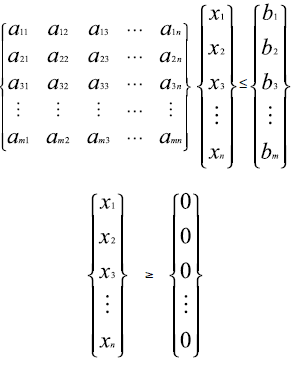 a₁₁ a₁₂ a₁₃ ⋯ a₁ₙ x₁ b₁
a₂₁ a₂₂ a₂₃ ⋯ a₂ₙ x₂ b₂
a₃₁ a₃₂ a₃₃ ⋯ a₃ₙ x₃ ≤ b₃
⋮ ⋮ ⋮ ⋯ ⋮ ⋮ ⋮
aₘ₁ aₘ₂ aₘ₃ ⋯ aₘₙ xₙ bₘ
x₁ 0
x₂ 0
x₃ ≥ 0
⋮ ⋮
xₙ 0